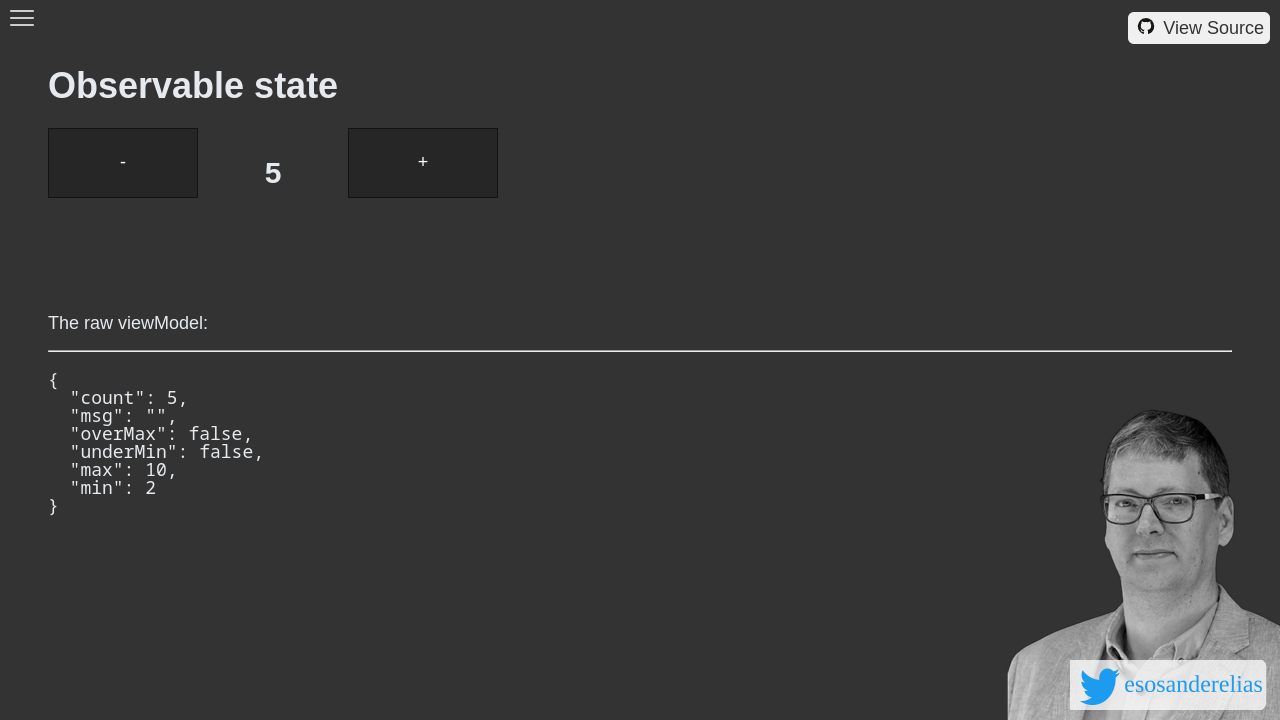 View Source
Observable state
-
5
+
The raw viewModel:
{
  "count": 5,
  "msg": "",
  "overMax": false,
  "underMin": false,
  "max": 10,
  "min": 2
}
esosanderelias